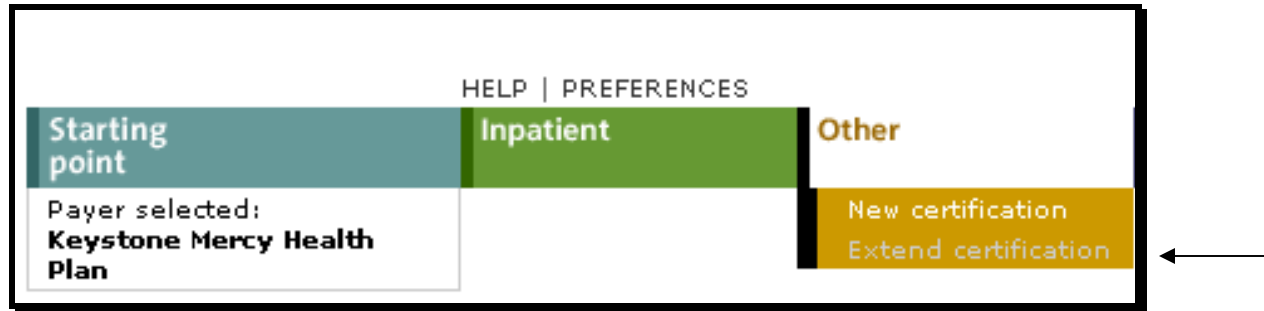 HELP | PREFERENCES
Starting
point
Inpatient
Other
Payer selected:
Keystone Mercy Health
Plan
New certification
Extend certification